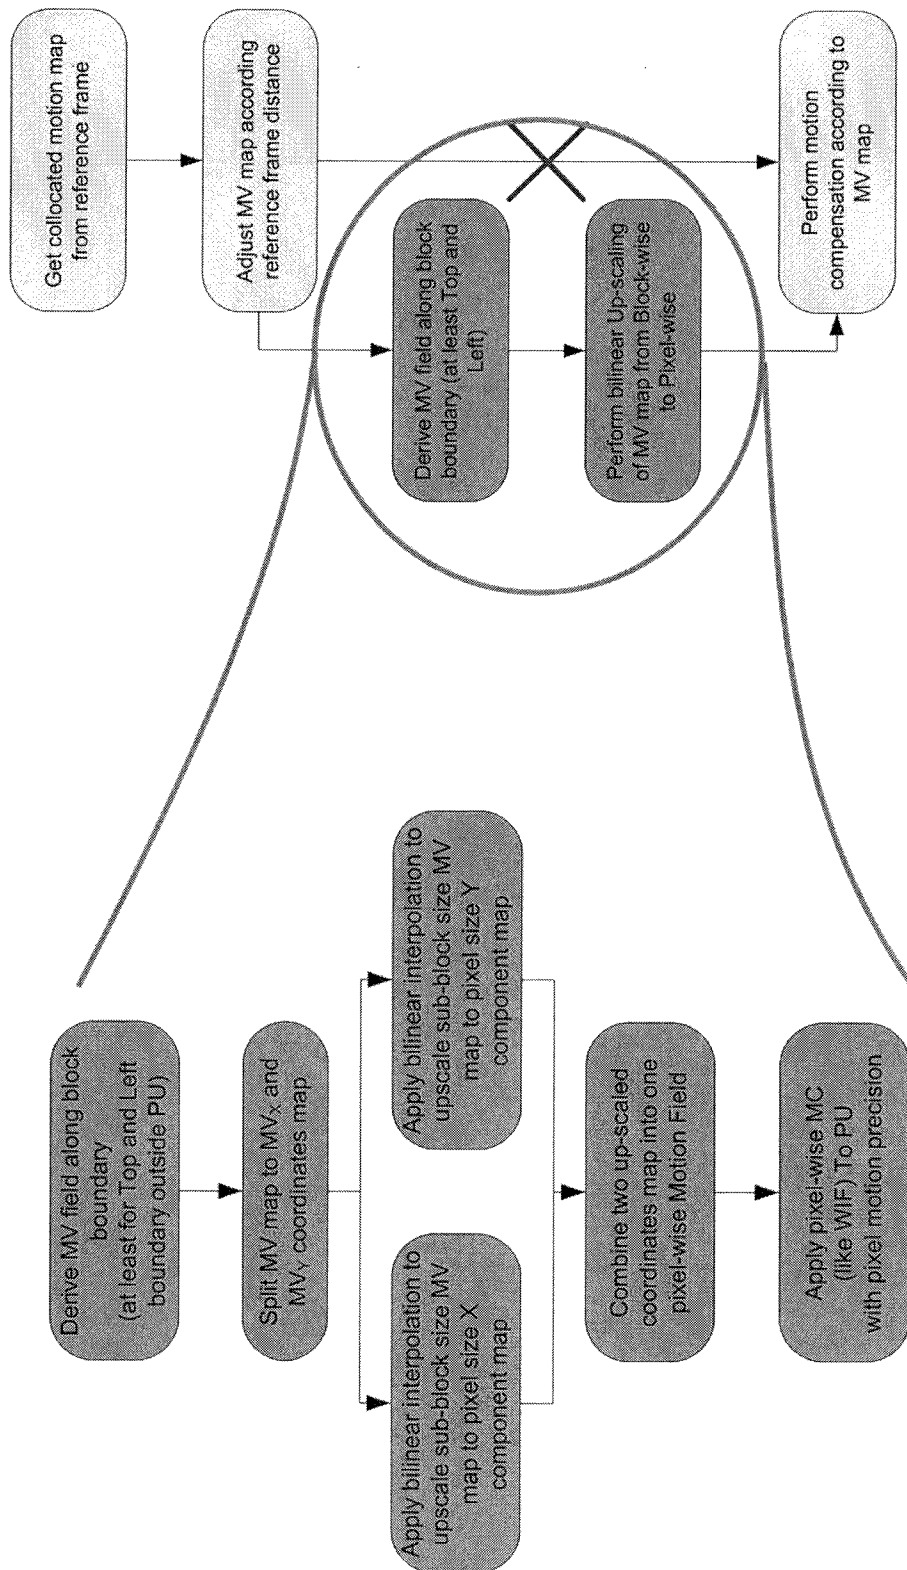 Get collocated motion map
from reference frame
Adjust MV map according
reference frame distance
Derive MV field along block
boundary (at least Top and
Left)
Perform bilinear Up-scaling
of MV map from Block-wise
to Pixel-wise
Perform motion
compensation according to
MV map
Derive MV field along block
boundary
(at least for Top and Left
boundary outside PU)
Split MV map to MVX and
MVY coordinates map
Apply bilinear interpolation to
upscale sub-block size MV
map to pixel size X
component map
Apply bilinear interpolation to
upscale sub-block size MV
map to pixel size Y
component map
Combine two up-scaled
coordinates map into one
pixel-wise Motion Field
Apply pixel-wise MC
(like WIF) To PU
with pixel motion precision